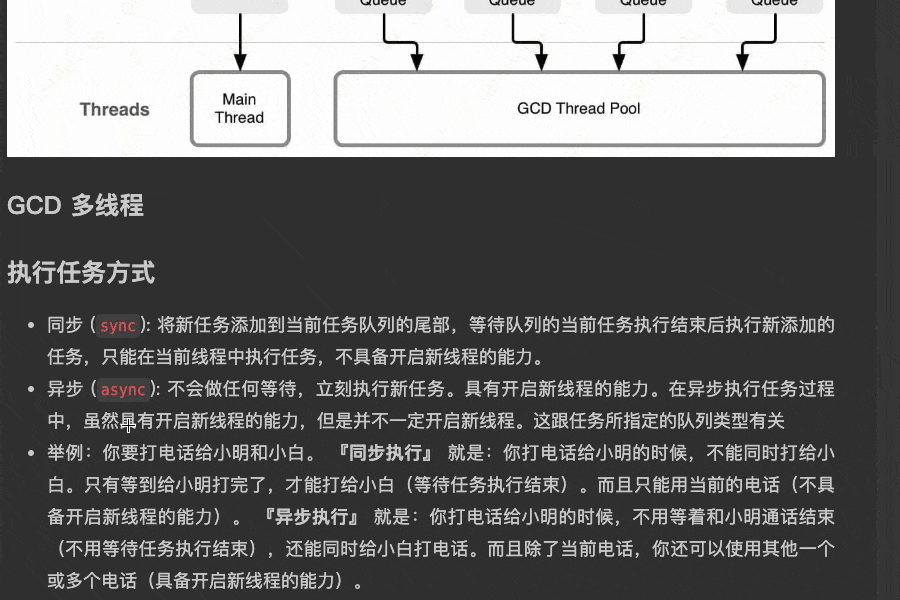 Queue Queue Queue Queue
Threads
Main
Thread
GCD Thread Pool
GCD 多线程
执行任务方式
• 同步 (sync): 将新任务添加到当前任务队列的尾部，等待队列的当前任务执行结束后执行新添加的
任务，只能在当前线程中执行任务，不具备开启新线程的能力。
• 异步 (async): 不会做任何等待，立刻执行新任务。具有开启新线程的能力。在异步执行任务过程
中，虽然具有开启新线程的能力，但是并不一定开启新线程。这跟任务所指定的队列类型有关
• 举例：你要打电话给小明和小白。 『同步执行』 就是：你打电话给小明的时候，不能同时打给小
白。只有等到给小明打完了，才能打给小白（等待任务执行结束）。而且只能用当前的电话（不具
备开启新线程的能力）。 『异步执行』 就是：你打电话给小明的时候，不用等着和小明通话结束
（不用等待任务执行结束），还能同时给小白打电话。而且除了当前电话，你还可以使用其他一个
或多个电话（具备开启新线程的能力）。